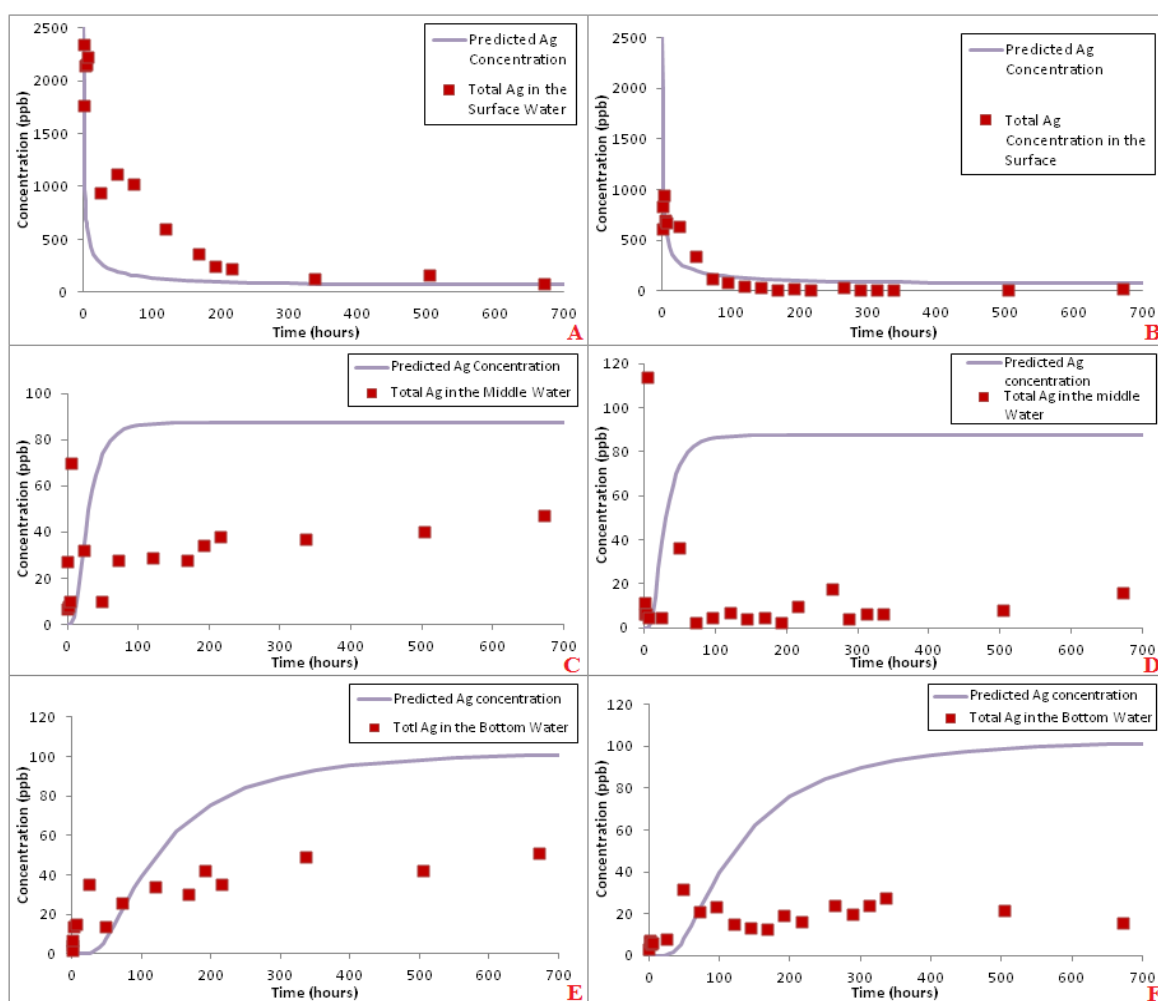 2500
2000
1500
1000
500
0
Concentration (ppb)
0 100 200 300 400 500 600 700
Time (hours)
Predicted Ag
Concentration
Total Ag in the
Surface Water
A
2500
2000
1500
1000
500
0
Concentration (ppb)
0 100 200 300 400 500 600 700
Time (hours)
Predicted Ag
Concentration
Total Ag
Concentration in the
Surface
B
100
80
60
40
20
0
Concentration (ppb)
0 100 200 300 400 500 600 700
Time (hours)
Predicted Ag Concentration
Total Ag in the Middle Water
C
120
100
80
60
40
20
0
Concentration (ppb)
0 100 200 300 400 500 600 700
Time (hours)
Predicted Ag
concentration
Total Ag in the middle
Water
D
120
100
80
60
40
20
0
Concentration (ppb)
0 100 200 300 400 500 600 700
Time (hours)
Predicted Ag concentration
Totl Ag in the Bottom Water
E
120
100
80
60
40
20
0
Concentration (ppb)
0 100 200 300 400 500 600 700
Time (hours)
Predicted Ag concentration
Total Ag in the Bottom Water
F